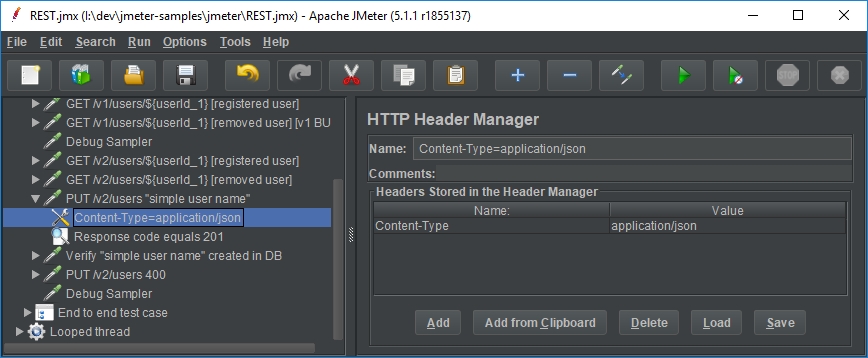 REST.jmx (I:\dev\jmeter-samples\jmeter\REST.jmx) - Apache JMeter (5.1.1 r1855137)
File Edit Search Run Options Tools Help
STOP
GET /v1/users/${userId_1} [registered user]
GET /v1/users/${userId_1} [removed user] [v1 BU
Debug Sampler
GET /v2/users/${userId_1} [registered user]
GET /v2/users/${userId_1} [removed user]
PUT /v2/users "simple user name"
Content-Type=application/json
Response code equals 201
Verify "simple user name" created in DB
PUT /v2/users 400
Debug Sampler
End to end test case
Looped thread
HTTP Header Manager
Name: Content-Type=application/json
Comments:
Headers Stored in the Header Manager
Name: Value
Content-Type application/json
Add Add from Clipboard Delete Load Save